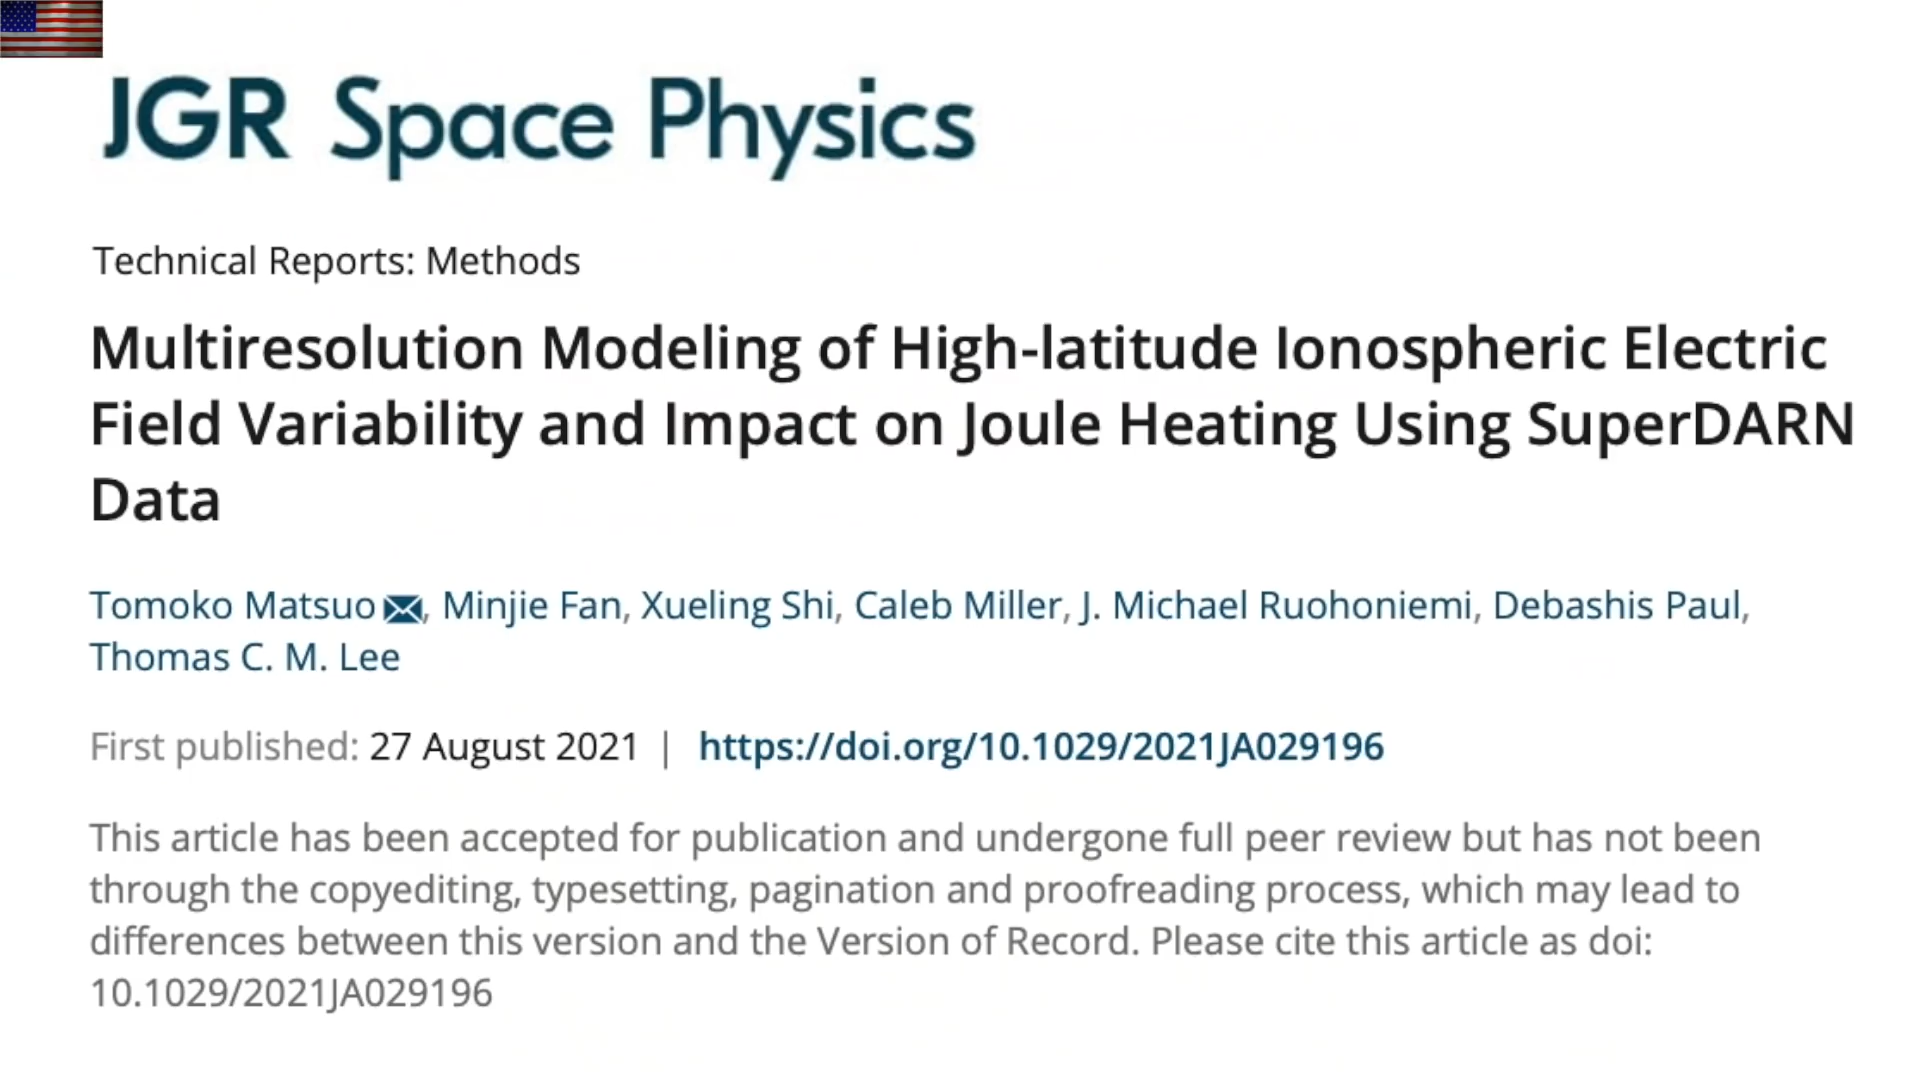 JGR Space Physics
Technical Reports: Methods
Multiresolution Modeling of High-latitude Ionospheric Electric
Field Variability and Impact on Joule Heating Using SuperDARN
Data
Tomoko Matsuo, Minjie Fan, Xueling Shi, Caleb Miller, J. Michael Ruohoniemi, Debashis Paul,
Thomas C. M. Lee
First published: 27 August 2021 | https://doi.org/10.1029/2021JA029196
This article has been accepted for publication and undergone full peer review but has not been
through the copyediting, typesetting, pagination and proofreading process, which may lead to
differences between this version and the Version of Record. Please cite this article as doi:
10.1029/2021JA029196